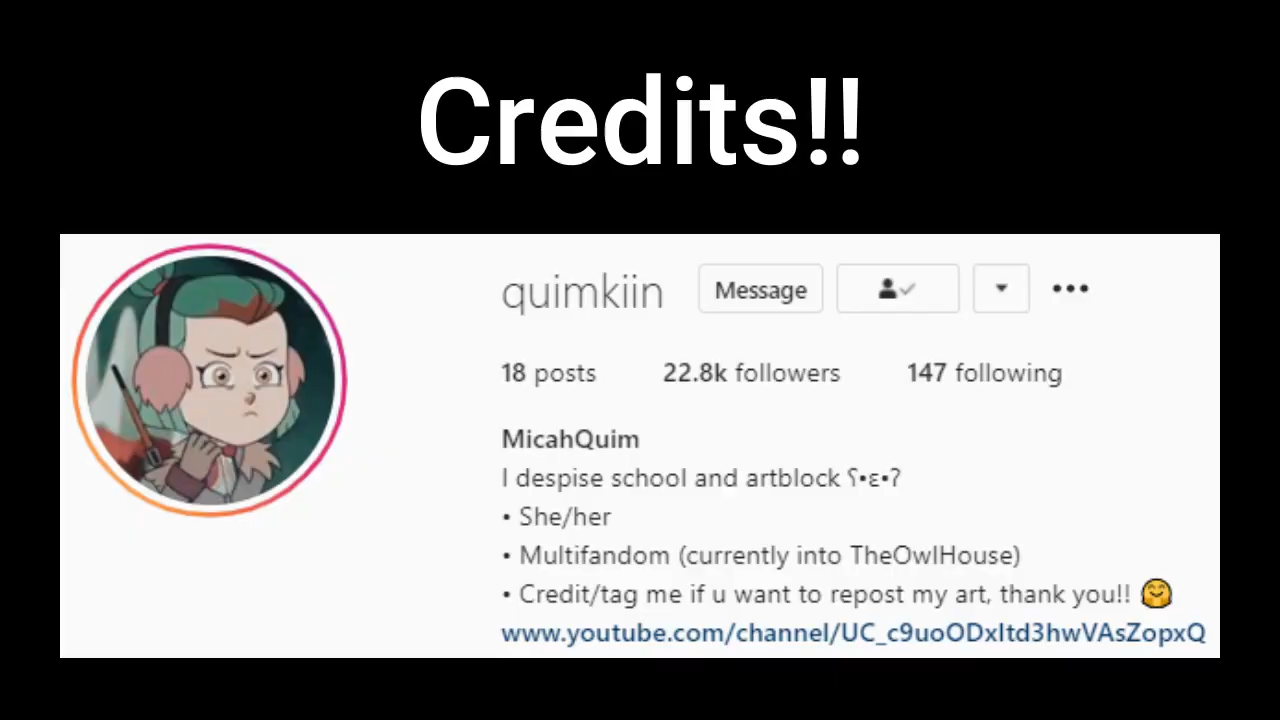 Credits!!
quimkiin Message
18 posts 22.8k followers 147 following
MicahQuim
I despise school and artblock ʕ•ε•ʔ
• She/her
• Multifandom (currently into TheOwlHouse)
• Credit/tag me if u want to repost my art, thank you!! 🤗
www.youtube.com/channel/UC_c9uoODxItd3hwVAsZopxQ